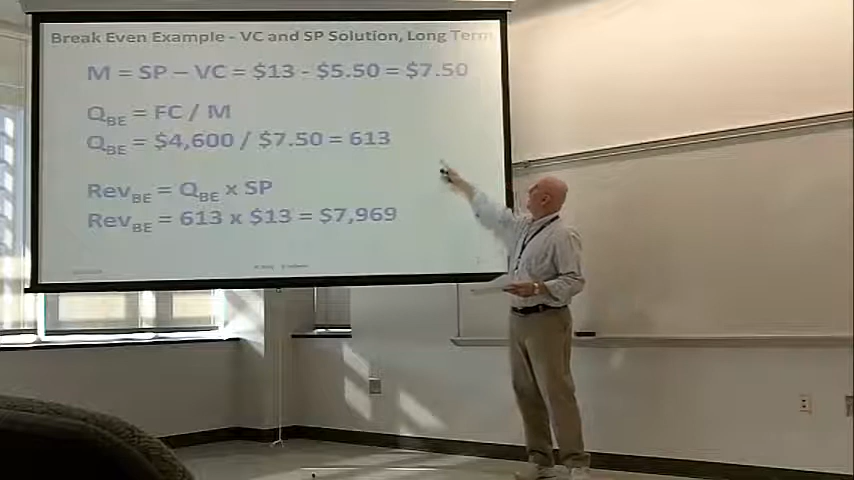 Break Even Example - VC and SP Solution, Long Term
M = SP – VC = $13 - $5.50 = $7.50
QBE = FC / M
QBE = $4,600 / $7.50 = 613
RevBE = QBE x SP
RevBE = 613 x $13 = $7,969